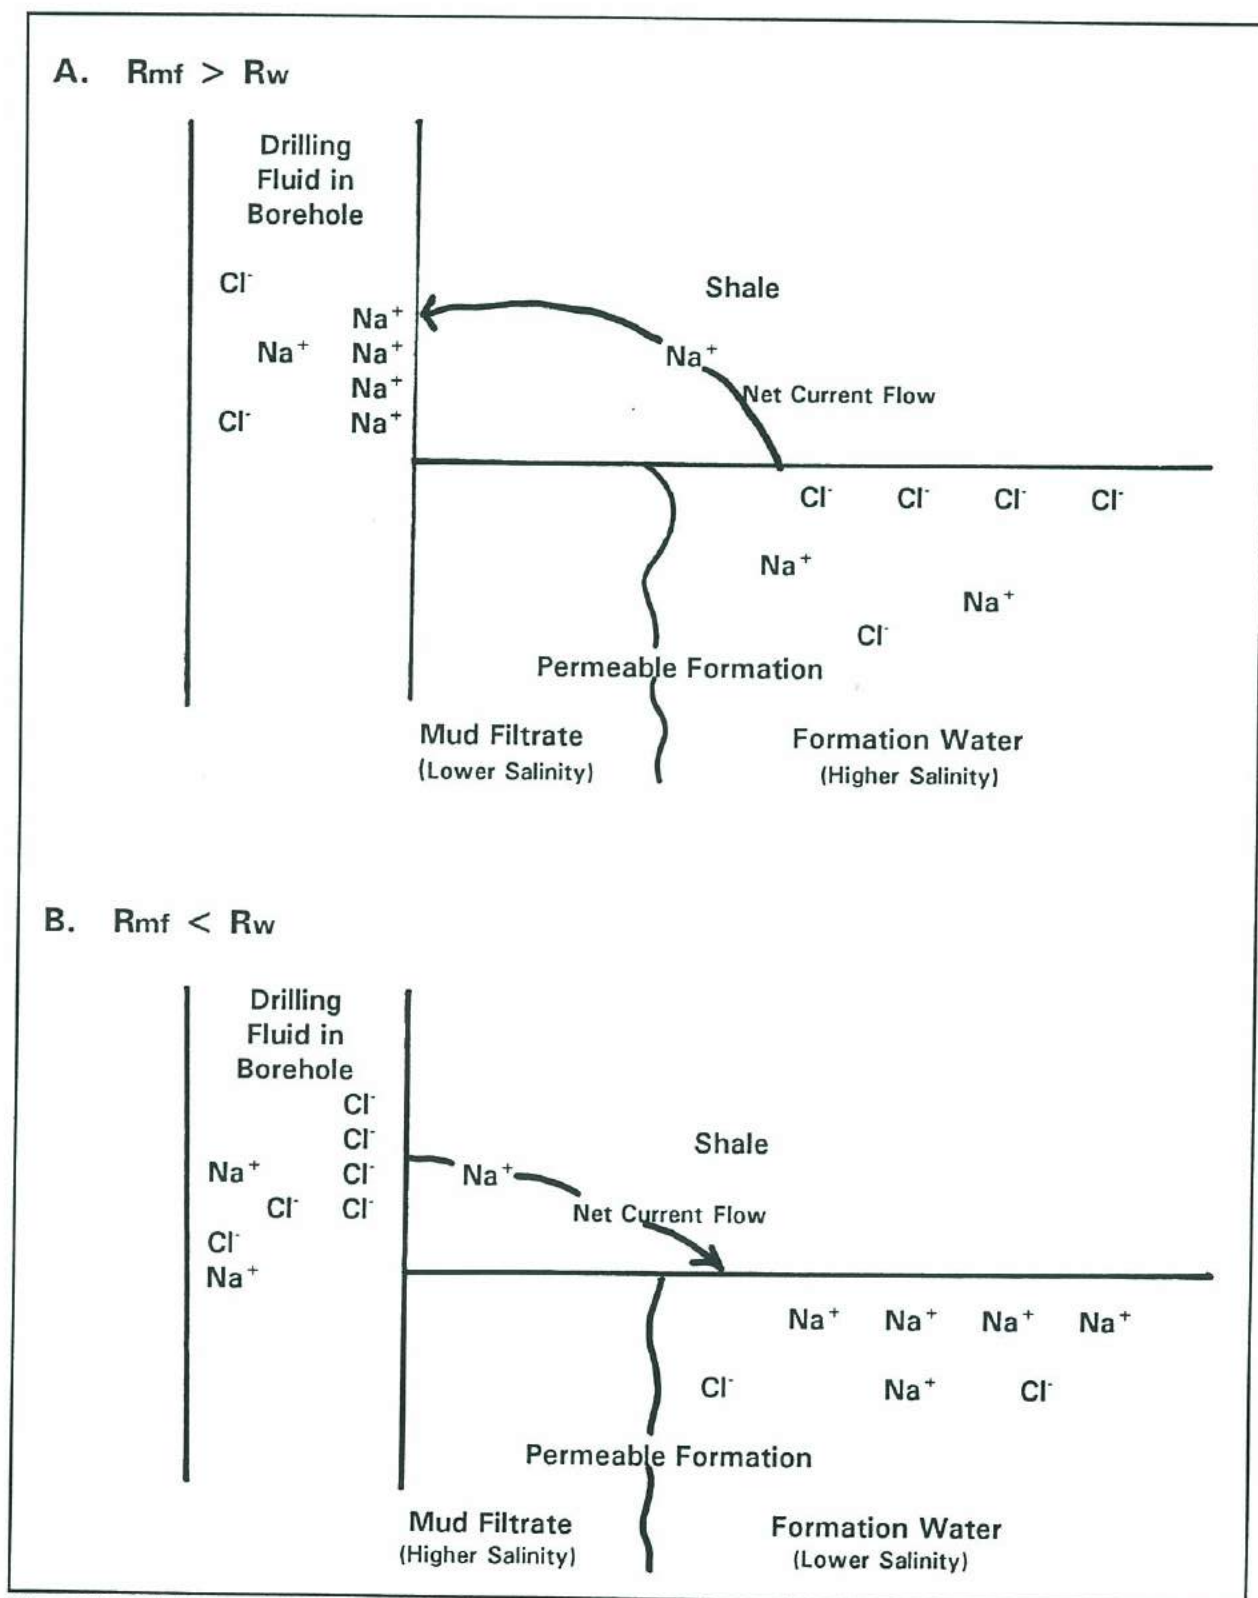 A. Rmf > Rw
Drilling
Fluid in
Borehole
Cl⁻
Shale
Na⁺
Na⁺ Na⁺ Na⁺
Na⁺
Net Current Flow
Cl⁻ Na⁺
Cl⁻ Cl⁻ Cl⁻ Cl⁻
Na⁺
Na⁺
Cl⁻
Permeable Formation
Mud Filtrate
(Lower Salinity)
Formation Water
(Higher Salinity)
B. Rmf < Rw
Drilling
Fluid in
Borehole
Cl⁻
Cl⁻
Shale
Na⁺ Cl⁻ Na⁺
Cl⁻ Cl⁻
Net Current Flow
Cl⁻
Na⁺
Na⁺ Na⁺ Na⁺ Na⁺
Cl⁻ Na⁺ Cl⁻
Permeable Formation
Mud Filtrate
(Higher Salinity)
Formation Water
(Lower Salinity)